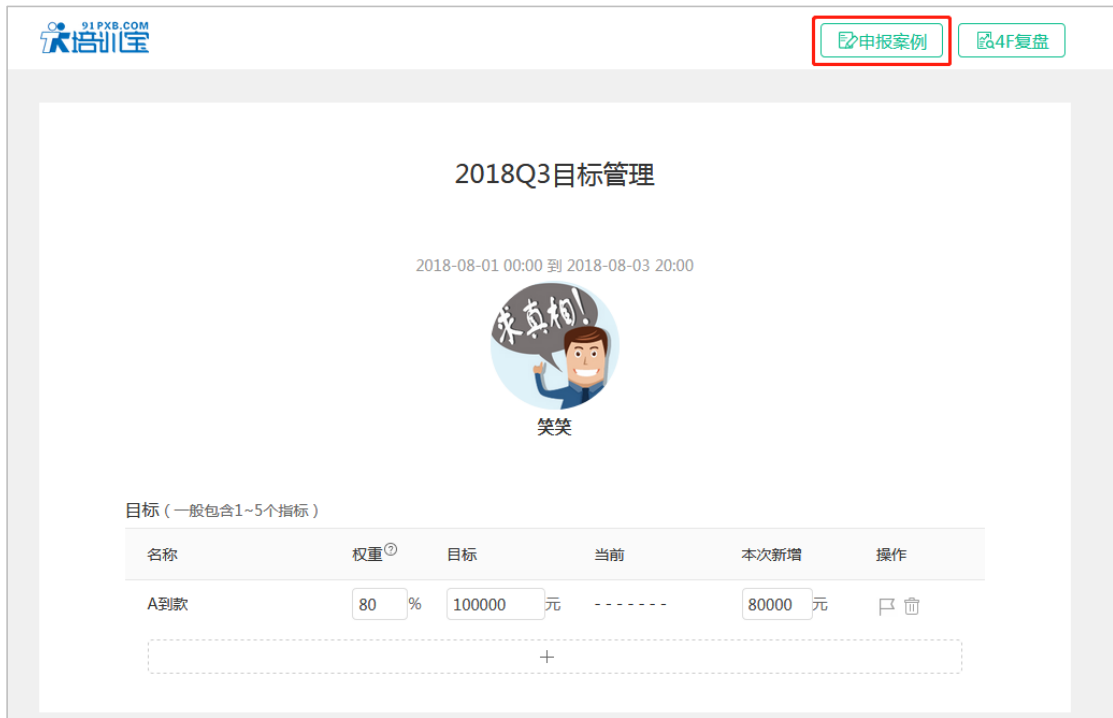 91PXB.COM
培训宝
申报案例
4F复盘
2018Q3目标管理
2018-08-01 00:00 到 2018-08-03 20:00
求真相!
笑笑
目标 ( 一般包含1~5个指标 )
名称 权重? 目标 当前 本次新增 操作
A到款 80 % 100000 元 - - - - - - - 80000 元
+